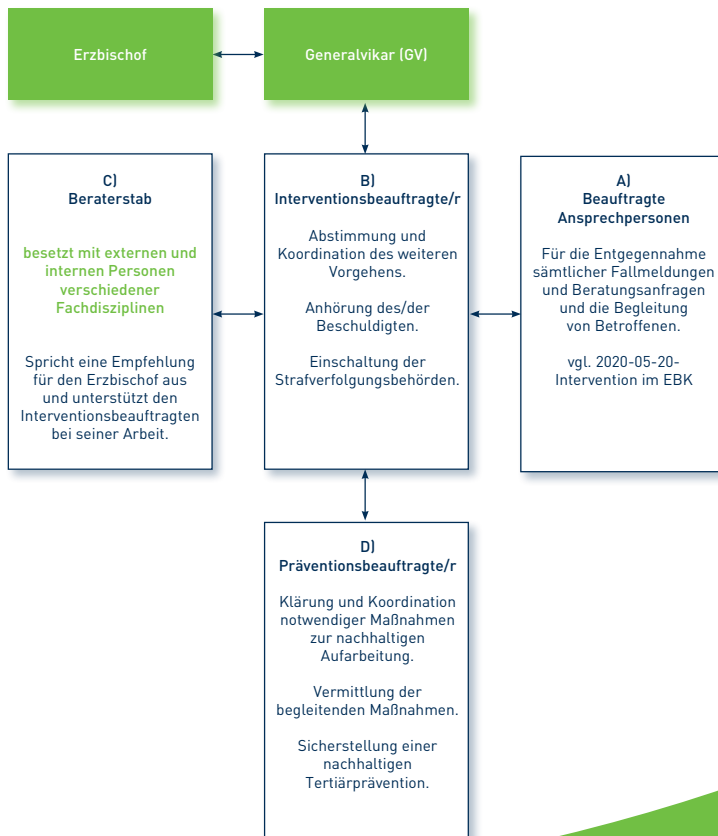 Erzbischof
Generalvikar (GV)
C)
Beraterstab
besetzt mit externen und
internen Personen
verschiedener
Fachdisziplinen
Spricht eine Empfehlung
für den Erzbischof aus
und unterstützt den
Interventionsbeauftragten
bei seiner Arbeit.
B)
Interventionsbeauftragte/r
Abstimmung und
Koordination des weiteren
Vorgehens.
Anhörung des/der
Beschuldigten.
Einschaltung der
Strafverfolgungsbehörden.
A)
Beauftragte
Ansprechpersonen
Für die Entgegennahme
sämtlicher Fallmeldungen
und Beratungsanfragen
und die Begleitung
von Betroffenen.
vgl. 2020-05-20-
Intervention im EBK
D)
Präventionsbeauftragte/r
Klärung und Koordination
notwendiger Maßnahmen
zur nachhaltigen
Aufarbeitung.
Vermittlung der
begleitenden Maßnahmen.
Sicherstellung einer
nachhaltigen
Tertiärprävention.